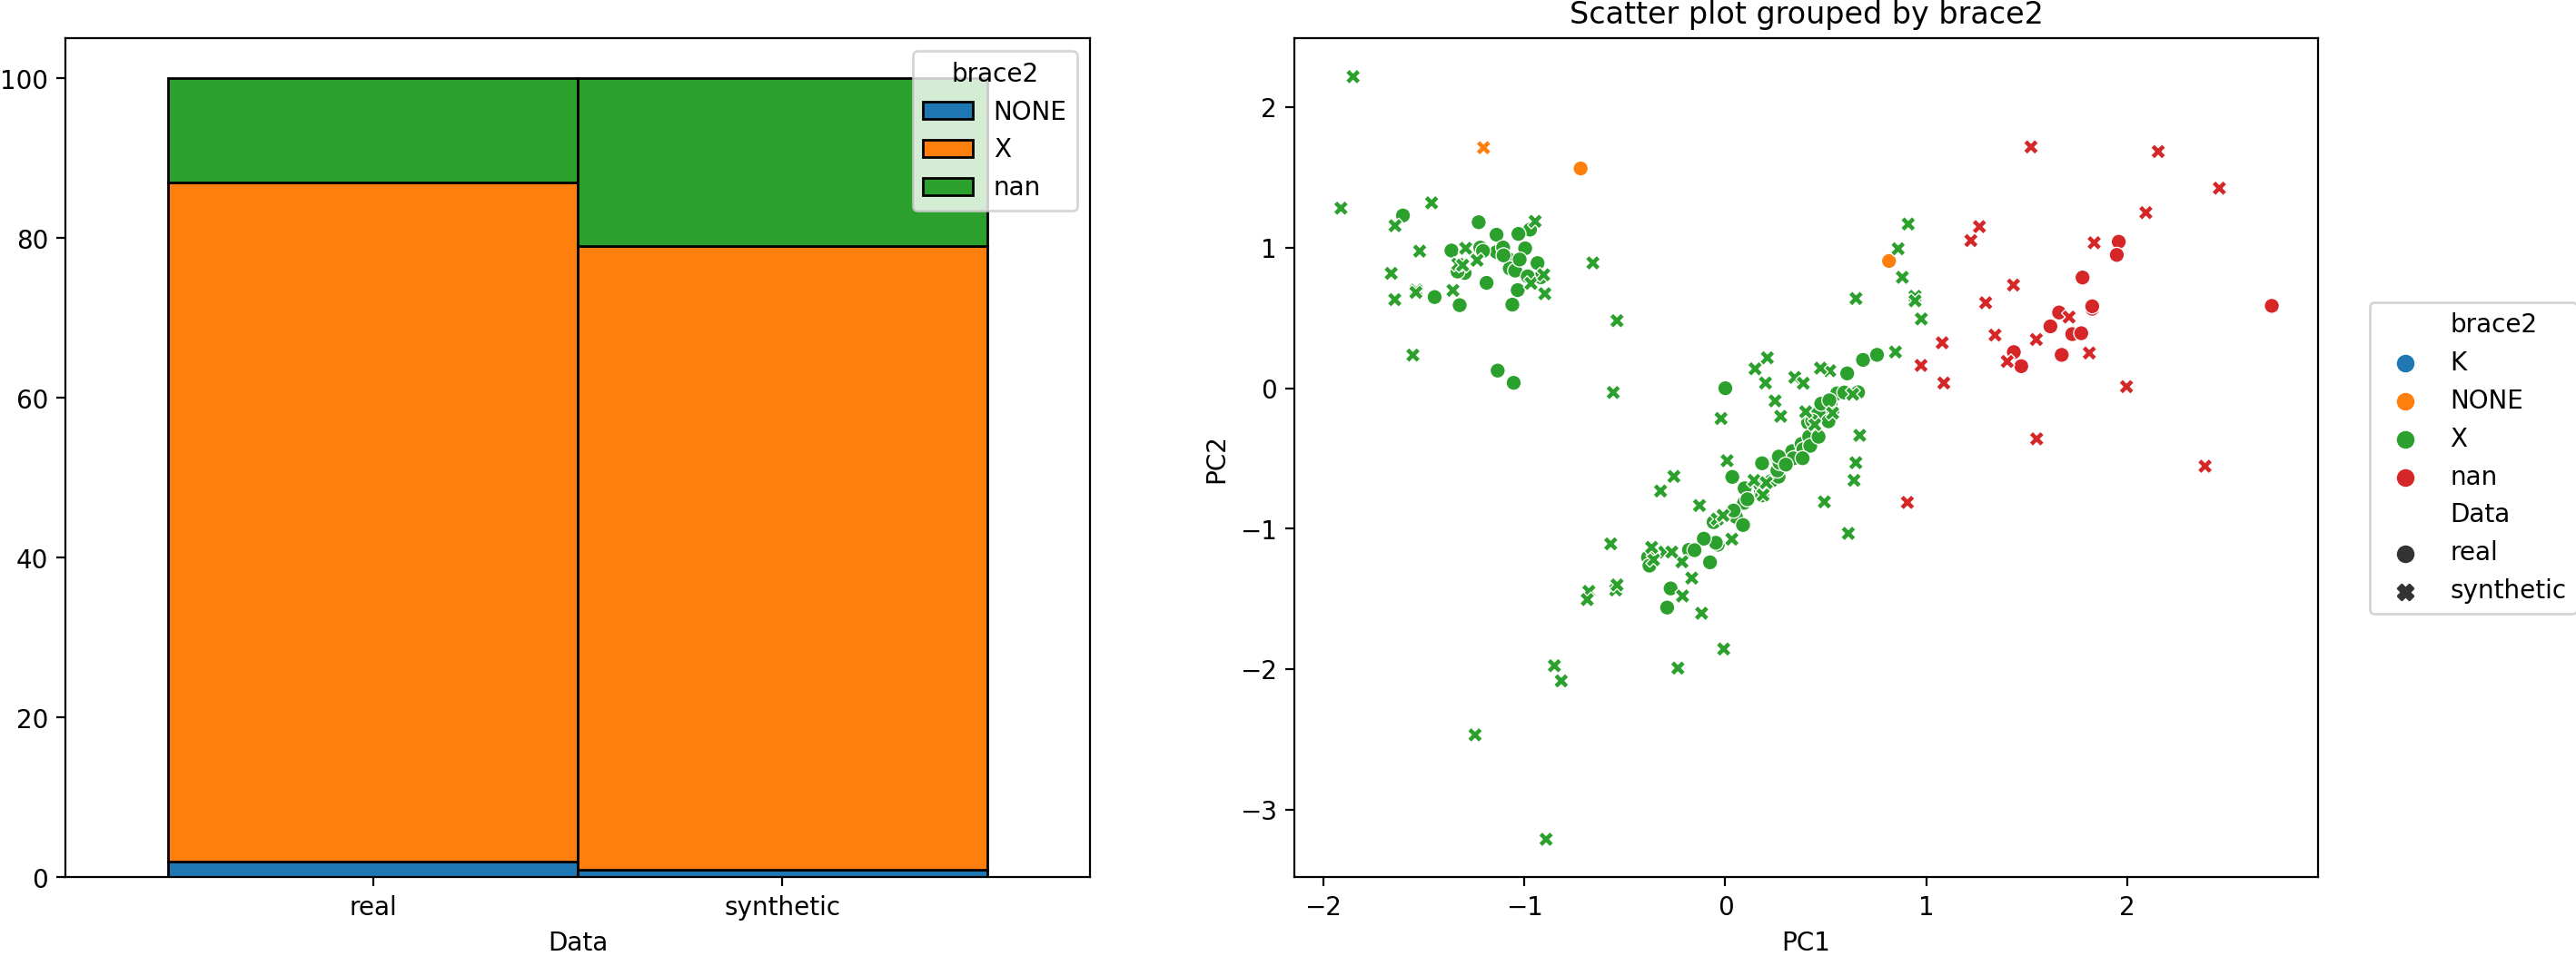 100
80
60
40
20
0
real synthetic
Data
brace2
NONE
X
nan
Scatter plot grouped by brace2
2
1
0
−1
−2
−3
PC2
−2 −1 0 1 2
PC1
brace2
K
NONE
X
nan
Data
real
synthetic